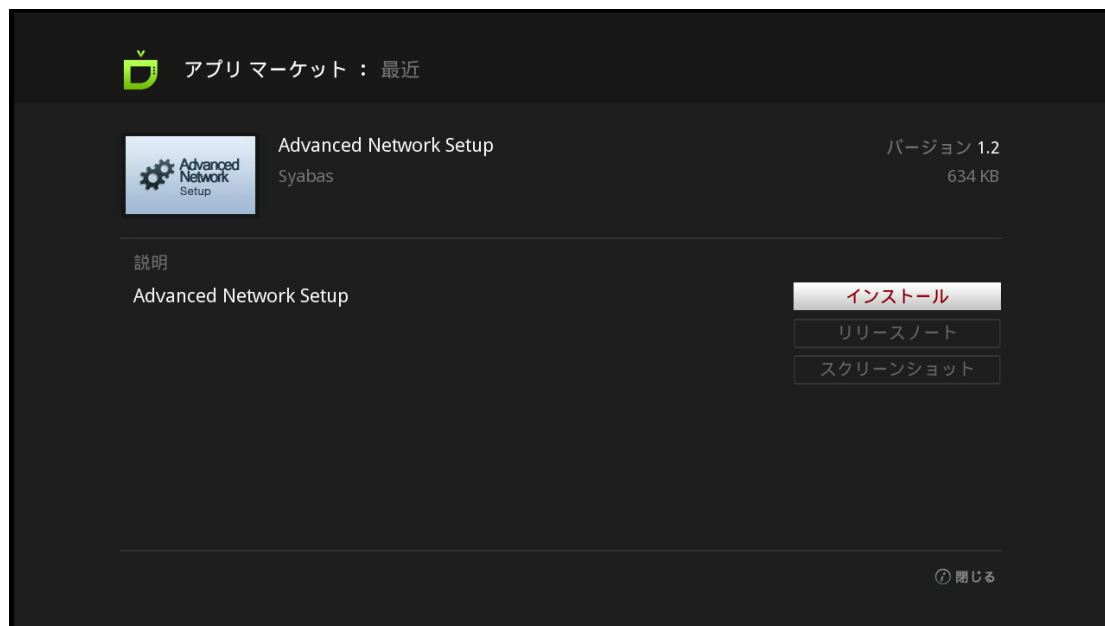 アプリ マーケット : 最近
Advanced
Network
Setup
Advanced Network Setup
Syabas
バージョン 1.2
634 KB
説明
Advanced Network Setup
インストール
リリースノート
スクリーンショット
i 閉じる